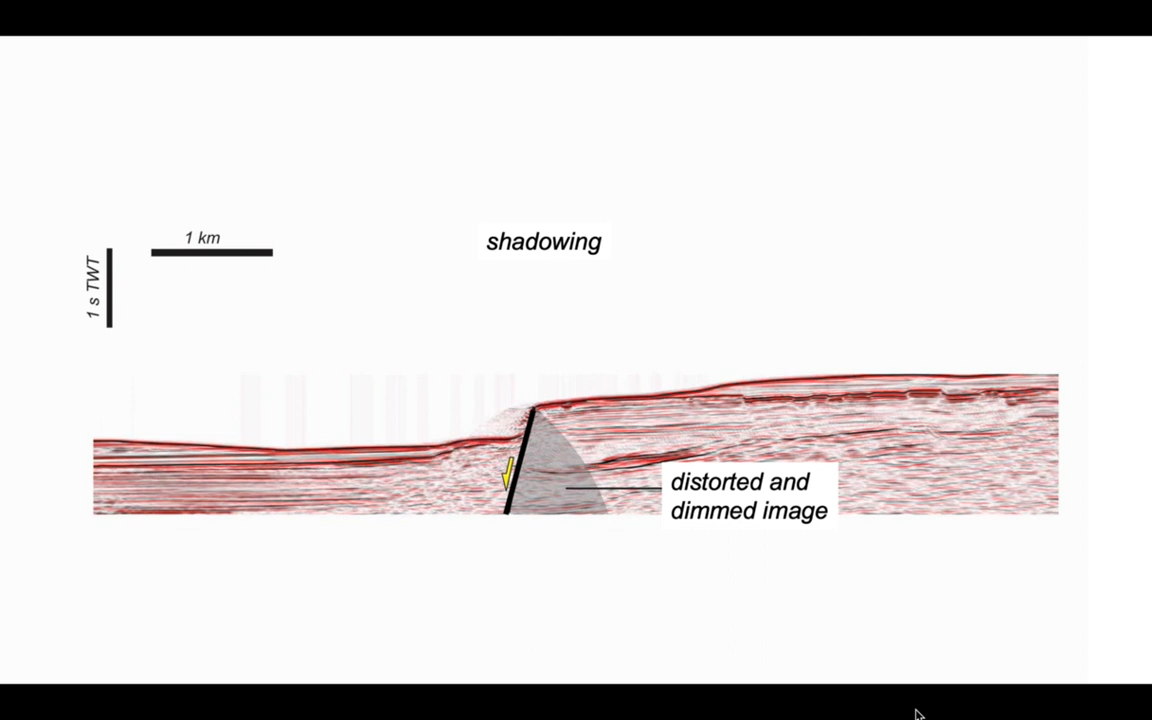 1 km
shadowing
1 s TWT
distorted and
dimmed image